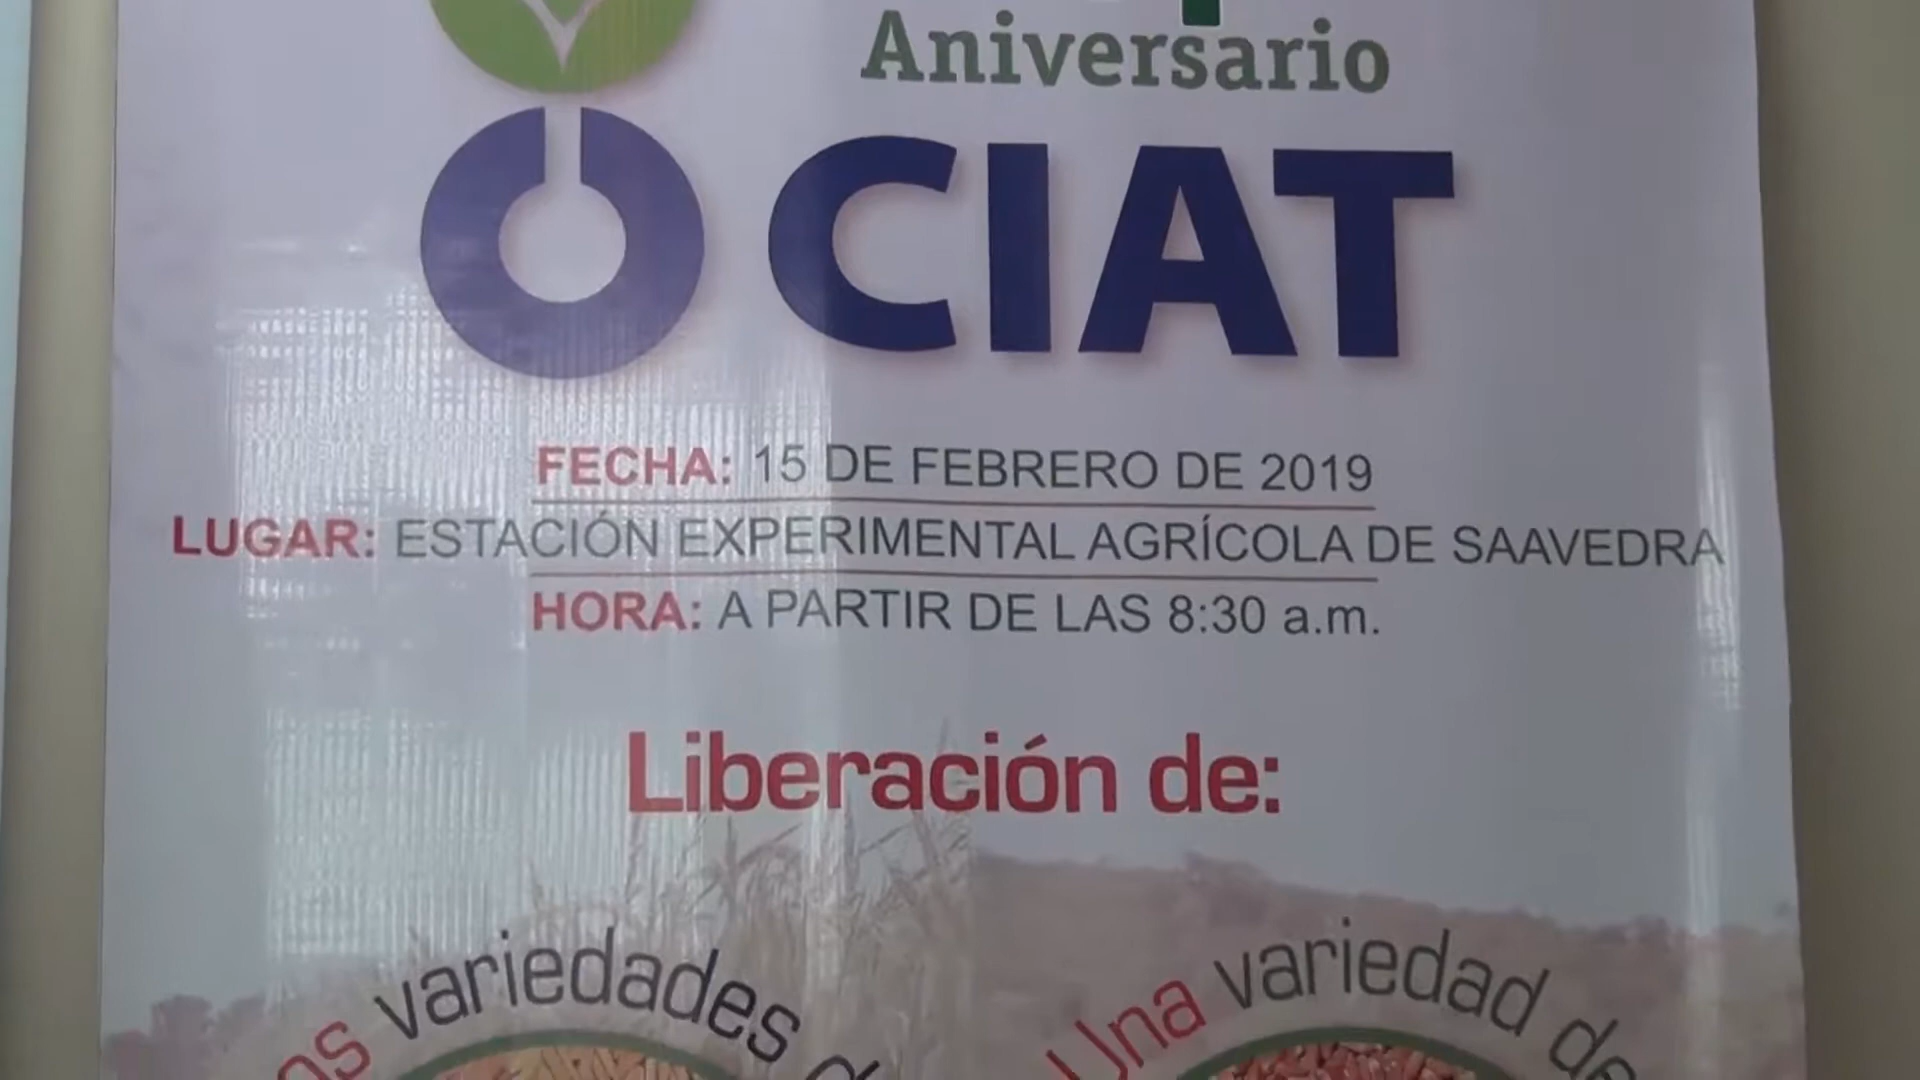 Aniversario
CIAT
FECHA: 15 DE FEBRERO DE 2019
LUGAR: ESTACIÓN EXPERIMENTAL AGRÍCOLA DE SAAVEDRA
HORA: A PARTIR DE LAS 8:30 a.m.
Liberación de:
variedades
Una variedad de